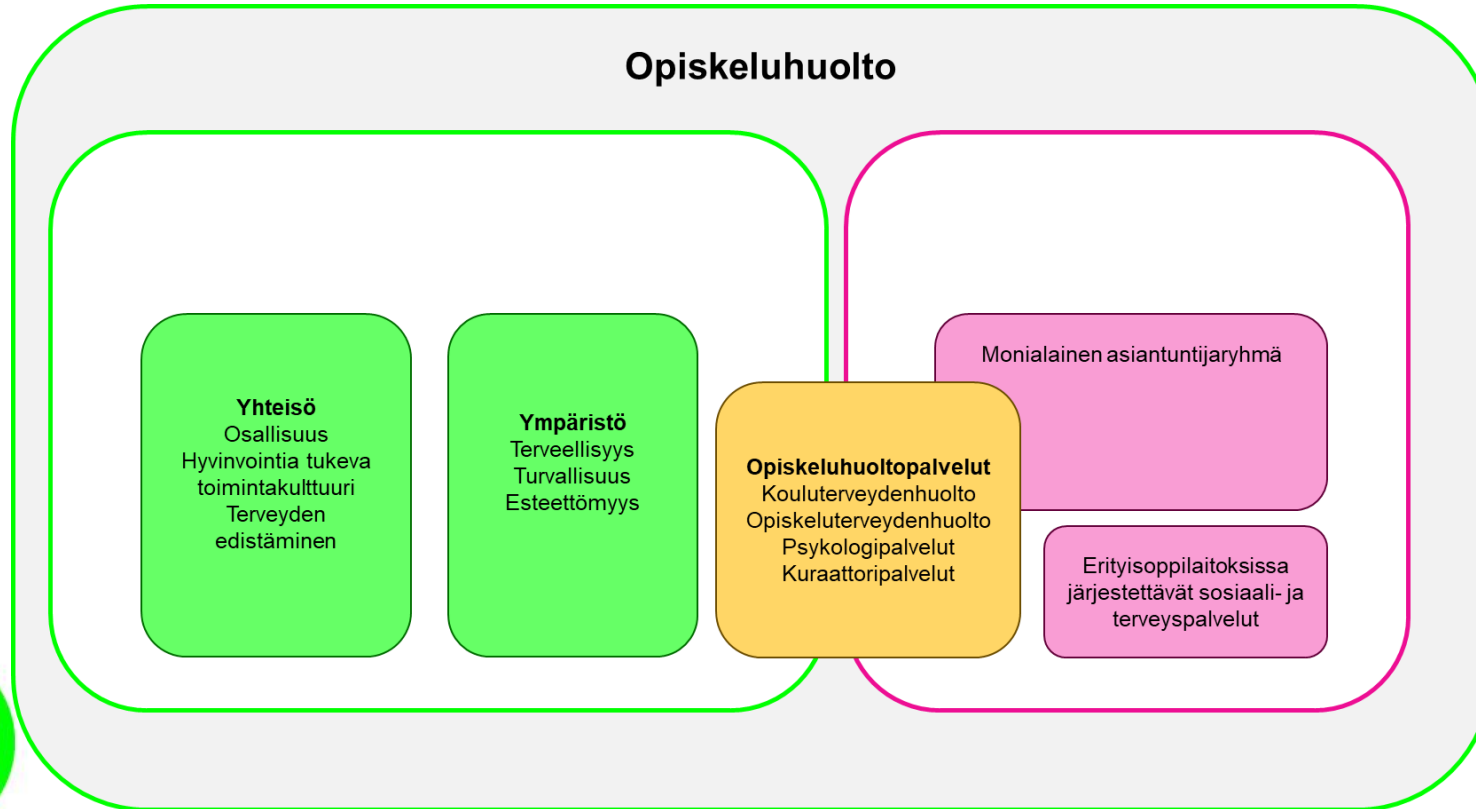 Opiskeluhuolto
Yhteisö
Osallisuus
Hyvinvointia tukeva
toimintakulttuuri
Terveyden
edistäminen
Ympäristö
Terveellisyys
Turvallisuus
Esteettömyys
Opiskeluhuoltopalvelut
Kouluterveydenhuolto
Opiskeluterveydenhuolto
Psykologipalvelut
Kuraattoripalvelut
Monialainen asiantuntijaryhmä
Erityisoppilaitoksissa
järjestettävät sosiaali- ja
terveyspalvelut